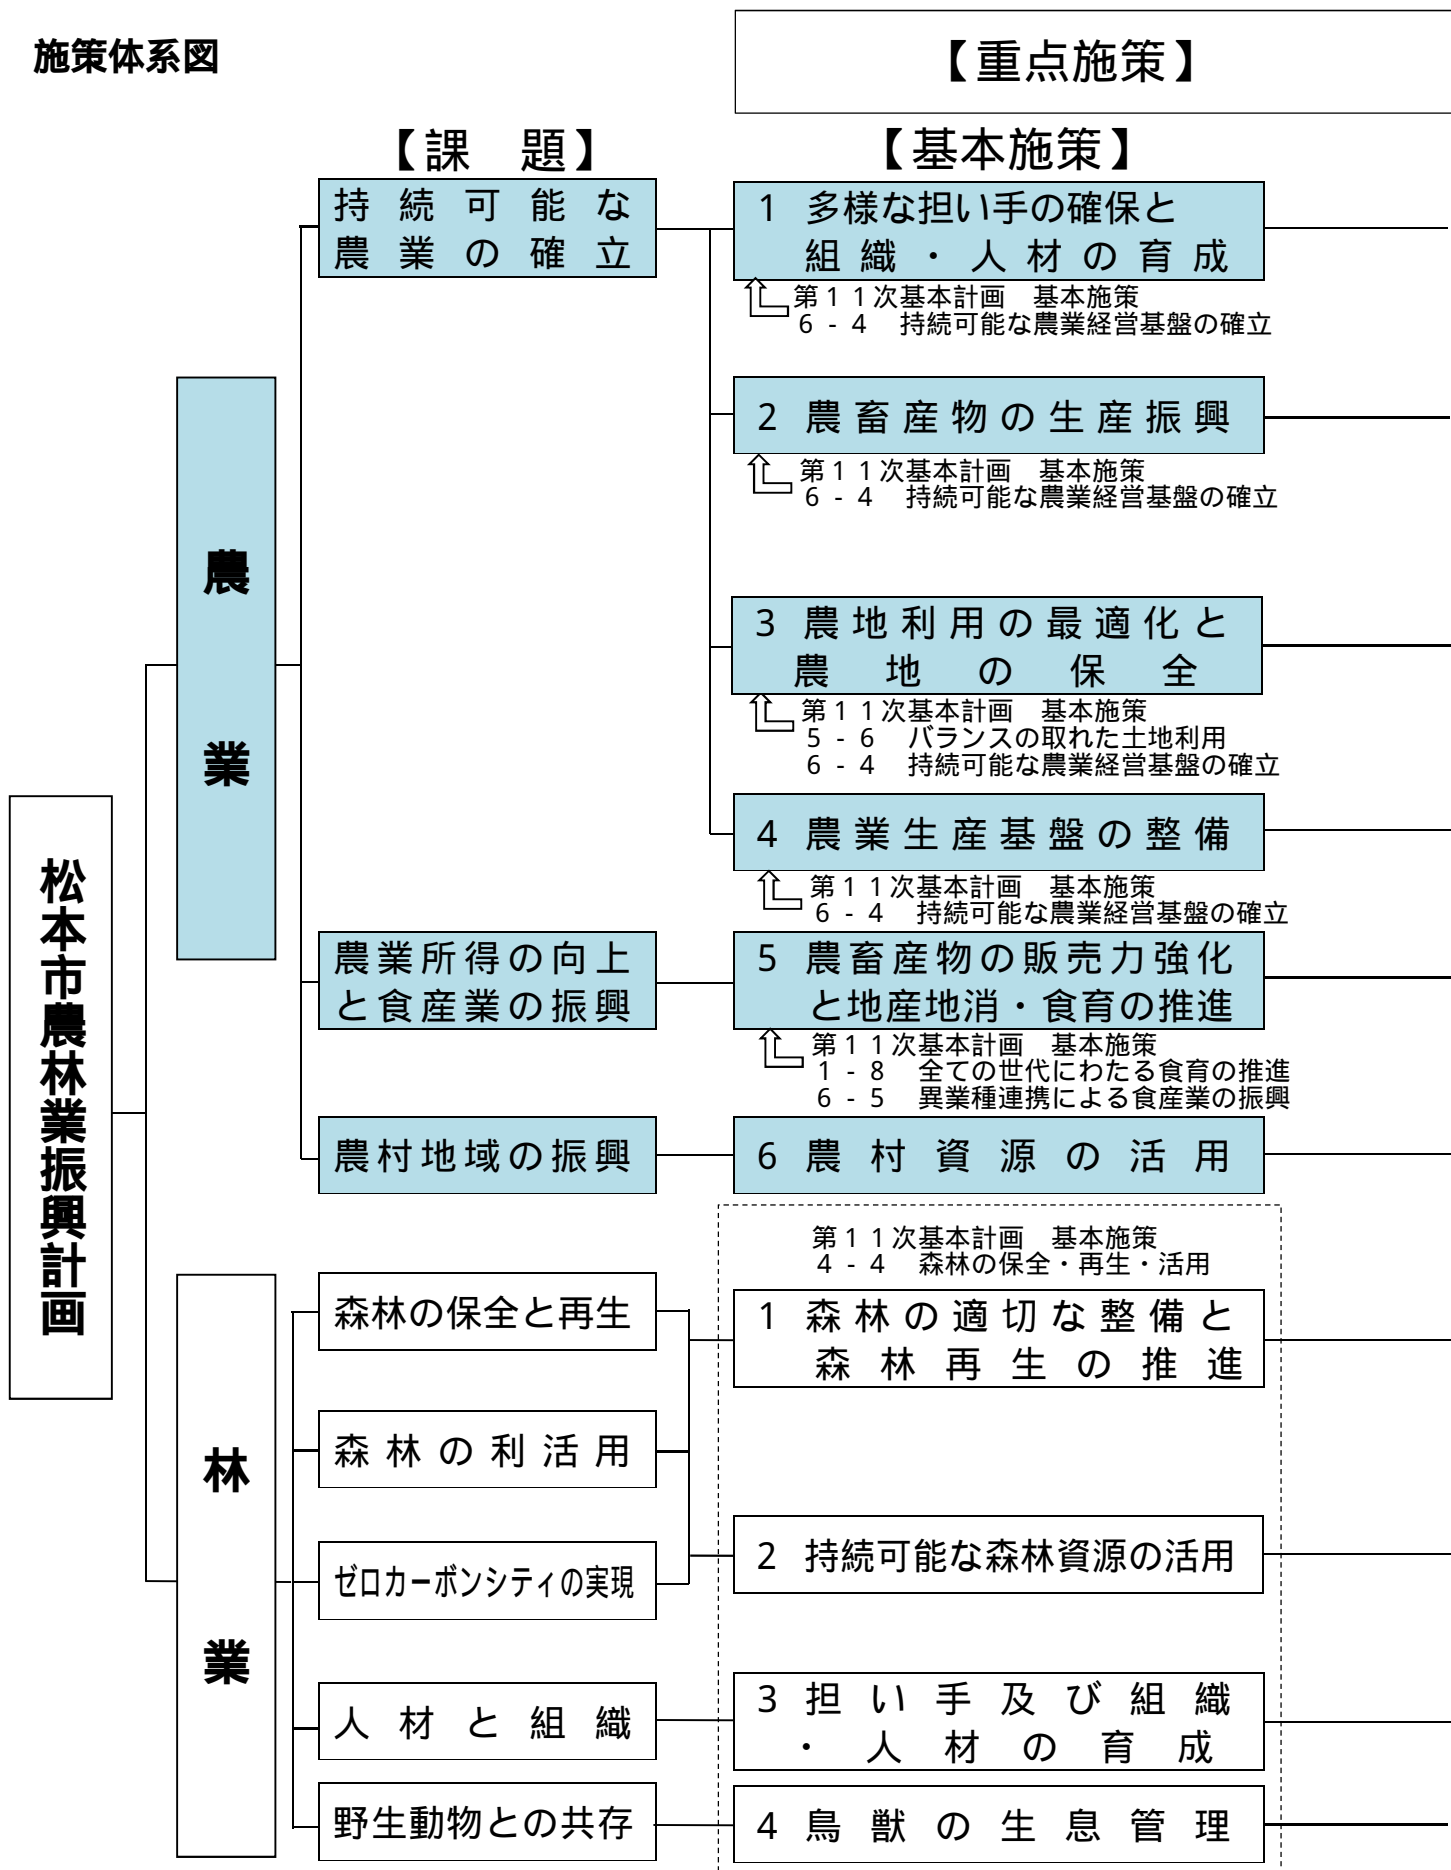 施策体系図
【重点施策】
【課　題】
【基本施策】
松本市農林業振興計画
農業
持続可能な
農業の確立
1 多様な担い手の確保と
組織・人材の育成
第11次基本計画　基本施策
6-4　持続可能な農業経営基盤の確立
2 農畜産物の生産振興
第11次基本計画　基本施策
6-4　持続可能な農業経営基盤の確立
3 農地利用の最適化と
農地の保全
第11次基本計画　基本施策
5-6　バランスの取れた土地利用
6-4　持続可能な農業経営基盤の確立
4 農業生産基盤の整備
第11次基本計画　基本施策
6-4　持続可能な農業経営基盤の確立
農業所得の向上
と食産業の振興
5 農畜産物の販売力強化
と地産地消・食育の推進
第11次基本計画　基本施策
1-8　全ての世代にわたる食育の推進
6-5　異業種連携による食産業の振興
農村地域の振興
6 農村資源の活用
林業
第11次基本計画　基本施策
4-4　森林の保全・再生・活用
森林の保全と再生
1 森林の適切な整備と
森林再生の推進
森林の利活用
ゼロカーボンシティの実現
2 持続可能な森林資源の活用
人材と組織
3 担い手及び組織
・人材の育成
野生動物との共存
4 鳥獣の生息管理